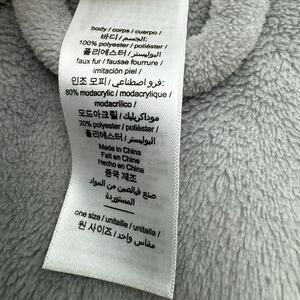 body / corps / cuerpo /
바디 / الجسم:
100% polyester / poliéster /
폴리에스터 / البوليستر
faux fur / fausse fourrure /
imitación piel /
인조 모피 / فرو اصطناعي:
80% modacrylic / modacrylique /
modacrílico /
모드아크릴 / موداكريليك
20% polyester / poliéster /
폴리에스터 / البوليستر
Made in China
Fait en Chine
Hecho en China
중국 제조
صنع في الصين من المواد
المستوردة
one size / unitaille / unitalla /
원 사이즈 / مقاس واحد